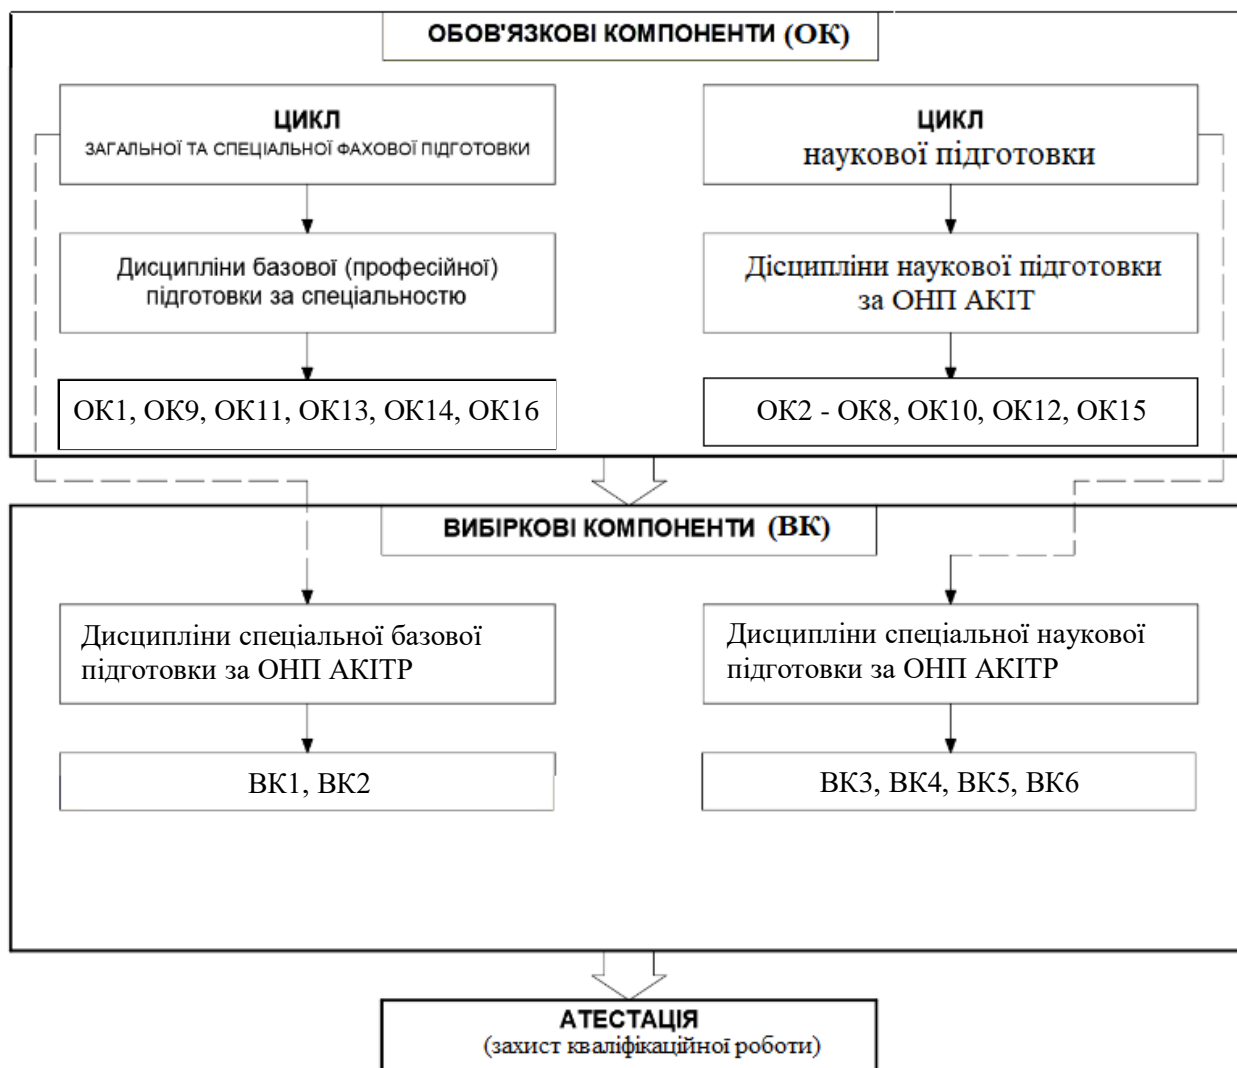 ОБОВ'ЯЗКОВІ КОМПОНЕНТИ (ОК)
ЦИКЛ
ЗАГАЛЬНОЇ ТА СПЕЦІАЛЬНОЇ ФАХОВОЇ ПІДГОТОВКИ
Дисципліни базової (професійної)
підготовки за спеціальностю
ОК1, ОК9, ОК11, ОК13, ОК14, ОК16
ЦИКЛ
наукової підготовки
Дісципліни наукової підготовки
за ОНП АКІТ
ОК2 - ОК8, ОК10, ОК12, ОК15
ВИБІРКОВІ КОМПОНЕНТИ (ВК)
Дисципліни спеціальної базової
підготовки за ОНП АКІТР
ВК1, ВК2
Дисципліни спеціальної наукової
підготовки за ОНП АКІТР
ВК3, ВК4, ВК5, ВК6
АТЕСТАЦІЯ
(захист кваліфікаційної роботи)